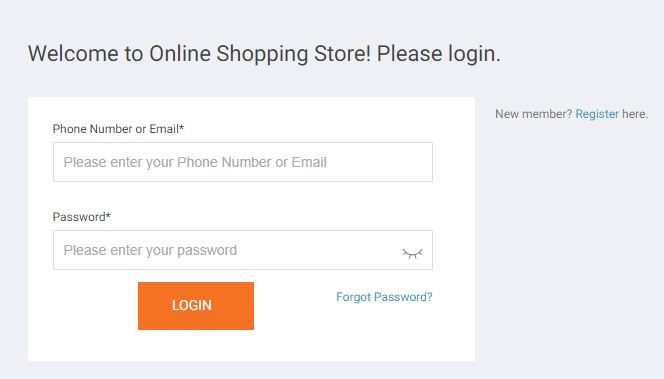 Welcome to Online Shopping Store! Please login.
New member? Register here.
Phone Number or Email*
Please enter your Phone Number or Email
Password*
Please enter your password
LOGIN
Forgot Password?